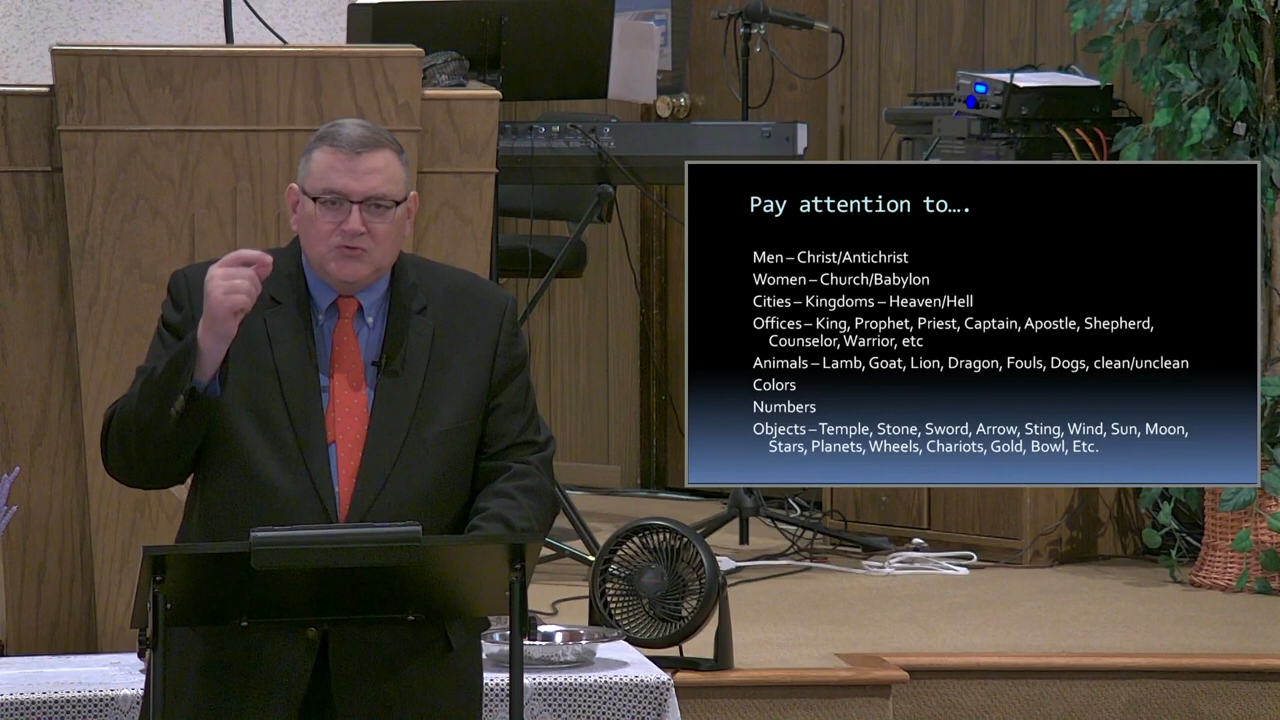 Pay attention to….
Men – Christ/Antichrist
Women – Church/Babylon
Cities – Kingdoms – Heaven/Hell
Offices – King, Prophet, Priest, Captain, Apostle, Shepherd,
Counselor, Warrior, etc
Animals – Lamb, Goat, Lion, Dragon, Fouls, Dogs, clean/unclean
Colors
Numbers
Objects – Temple, Stone, Sword, Arrow, Sting, Wind, Sun, Moon,
Stars, Planets, Wheels, Chariots, Gold, Bowl, Etc.